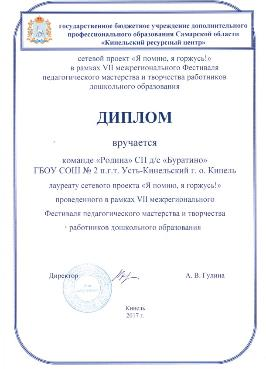 государственное бюджетное учреждение дополнительного
профессионального образования Самарской области
«Кинельский ресурсный центр»
сетевой проект «Я помню, я горжусь!»
в рамках VII межрегионального Фестиваля
педагогического мастерства и творчества работников
дошкольного образования
ДИПЛОМ
вручается
команде «Родина» СП д/с «Буратино»
ГБОУ СОШ № 2 п.г.т. Усть-Кинельский г. о. Кинель
лауреату сетевого проекта «Я помню, я горжусь!»
проведенного в рамках VII межрегионального
Фестиваля педагогического мастерства и творчества
работников дошкольного образования
Директор
А. В. Гулина
Кинель
2017 г.